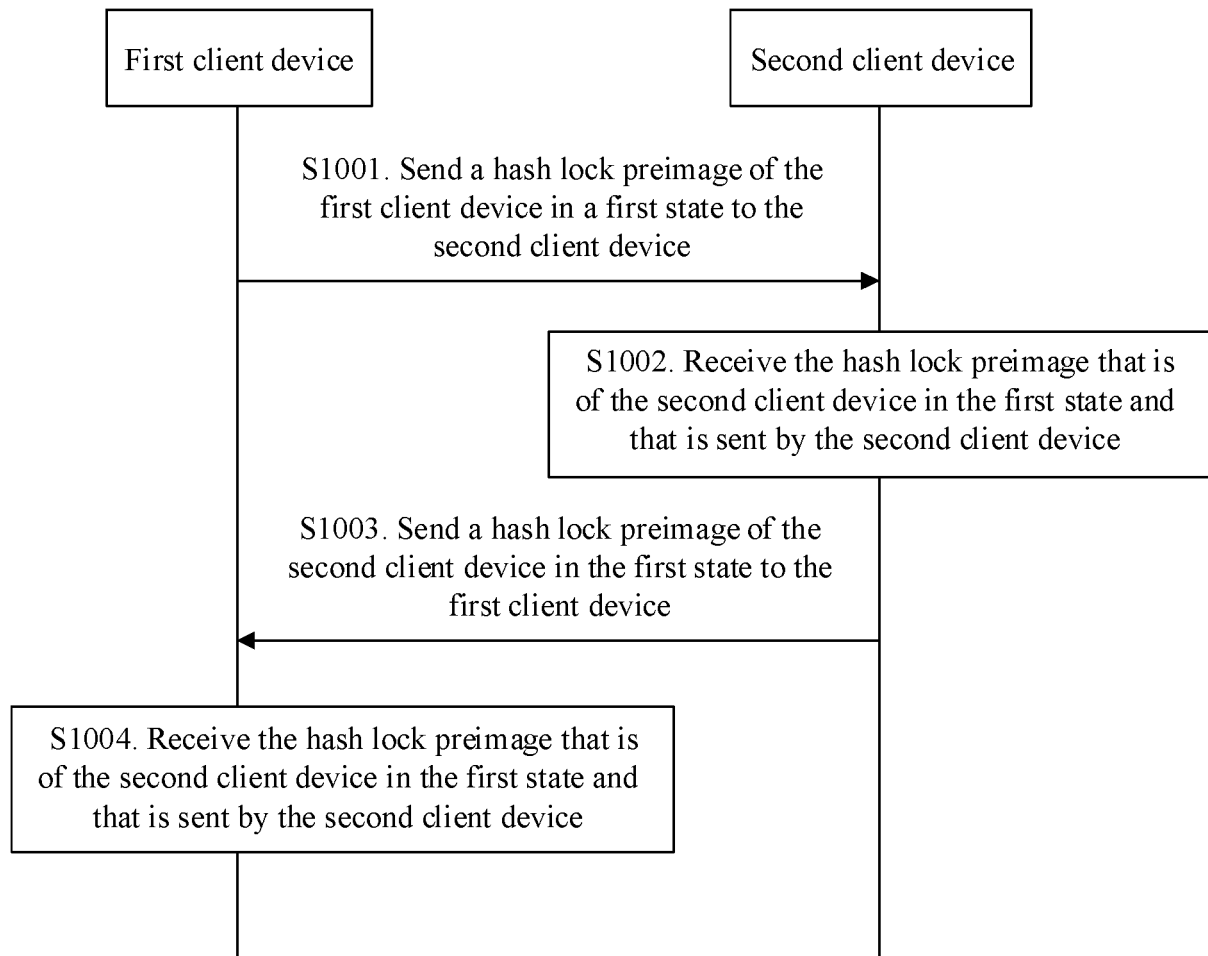 First client device
Second client device
S1001. Send a hash lock preimage of the
first client device in a first state to the
second client device
S1002. Receive the hash lock preimage that is
of the second client device in the first state and
that is sent by the second client device
S1003. Send a hash lock preimage of the
second client device in the first state to the
first client device
S1004. Receive the hash lock preimage that is
of the second client device in the first state and
that is sent by the second client device